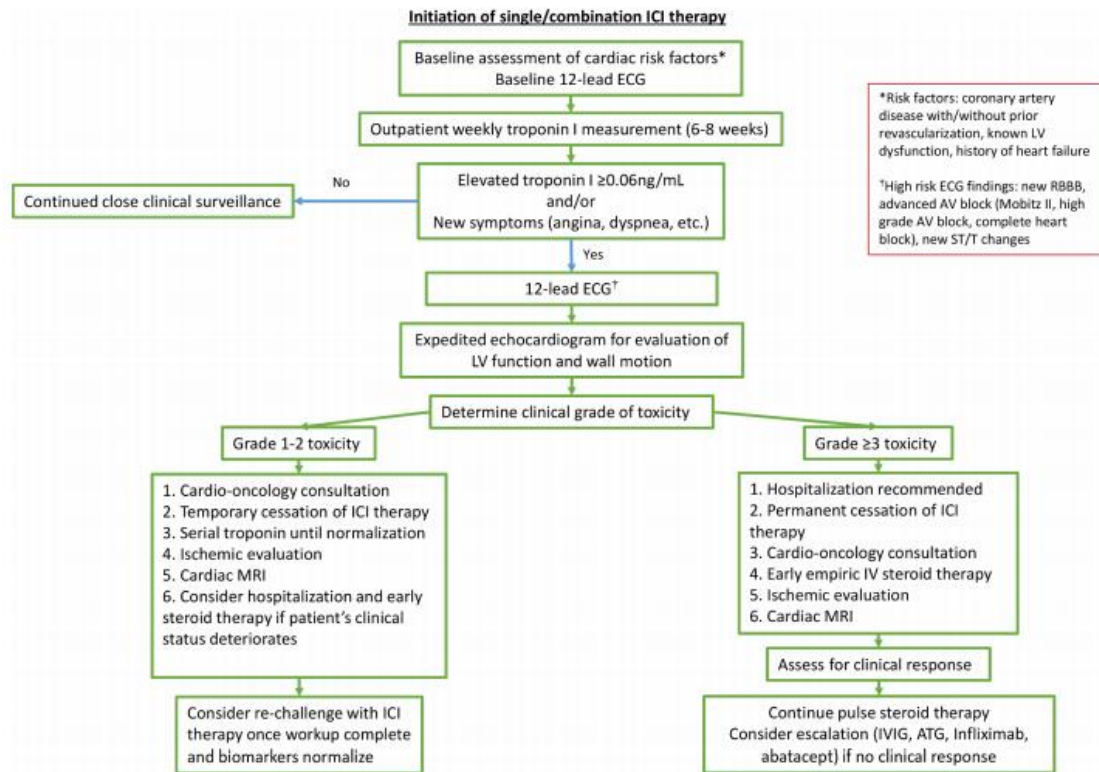 Initiation of single/combination ICI therapy
Baseline assessment of cardiac risk factors*
Baseline 12-lead ECG
*Risk factors: coronary artery
disease with/without prior
revascularization, known LV
dysfunction, history of heart failure
†High risk ECG findings: new RBBB,
advanced AV block (Mobitz II, high
grade AV block, complete heart
block), new ST/T changes
Outpatient weekly troponin I measurement (6-8 weeks)
Elevated troponin I ≥0.06ng/mL
and/or
New symptoms (angina, dyspnea, etc.)
No
Continued close clinical surveillance
Yes
12-lead ECG†
Expedited echocardiogram for evaluation of
LV function and wall motion
Determine clinical grade of toxicity
Grade 1-2 toxicity
1. Cardio-oncology consultation
2. Temporary cessation of ICI therapy
3. Serial troponin until normalization
4. Ischemic evaluation
5. Cardiac MRI
6. Consider hospitalization and early
steroid therapy if patient's clinical
status deteriorates
Consider re-challenge with ICI
therapy once workup complete
and biomarkers normalize
Grade ≥3 toxicity
1. Hospitalization recommended
2. Permanent cessation of ICI
therapy
3. Cardio-oncology consultation
4. Early empiric IV steroid therapy
5. Ischemic evaluation
6. Cardiac MRI
Assess for clinical response
Continue pulse steroid therapy
Consider escalation (IVIG, ATG, Infliximab,
abatacept) if no clinical response